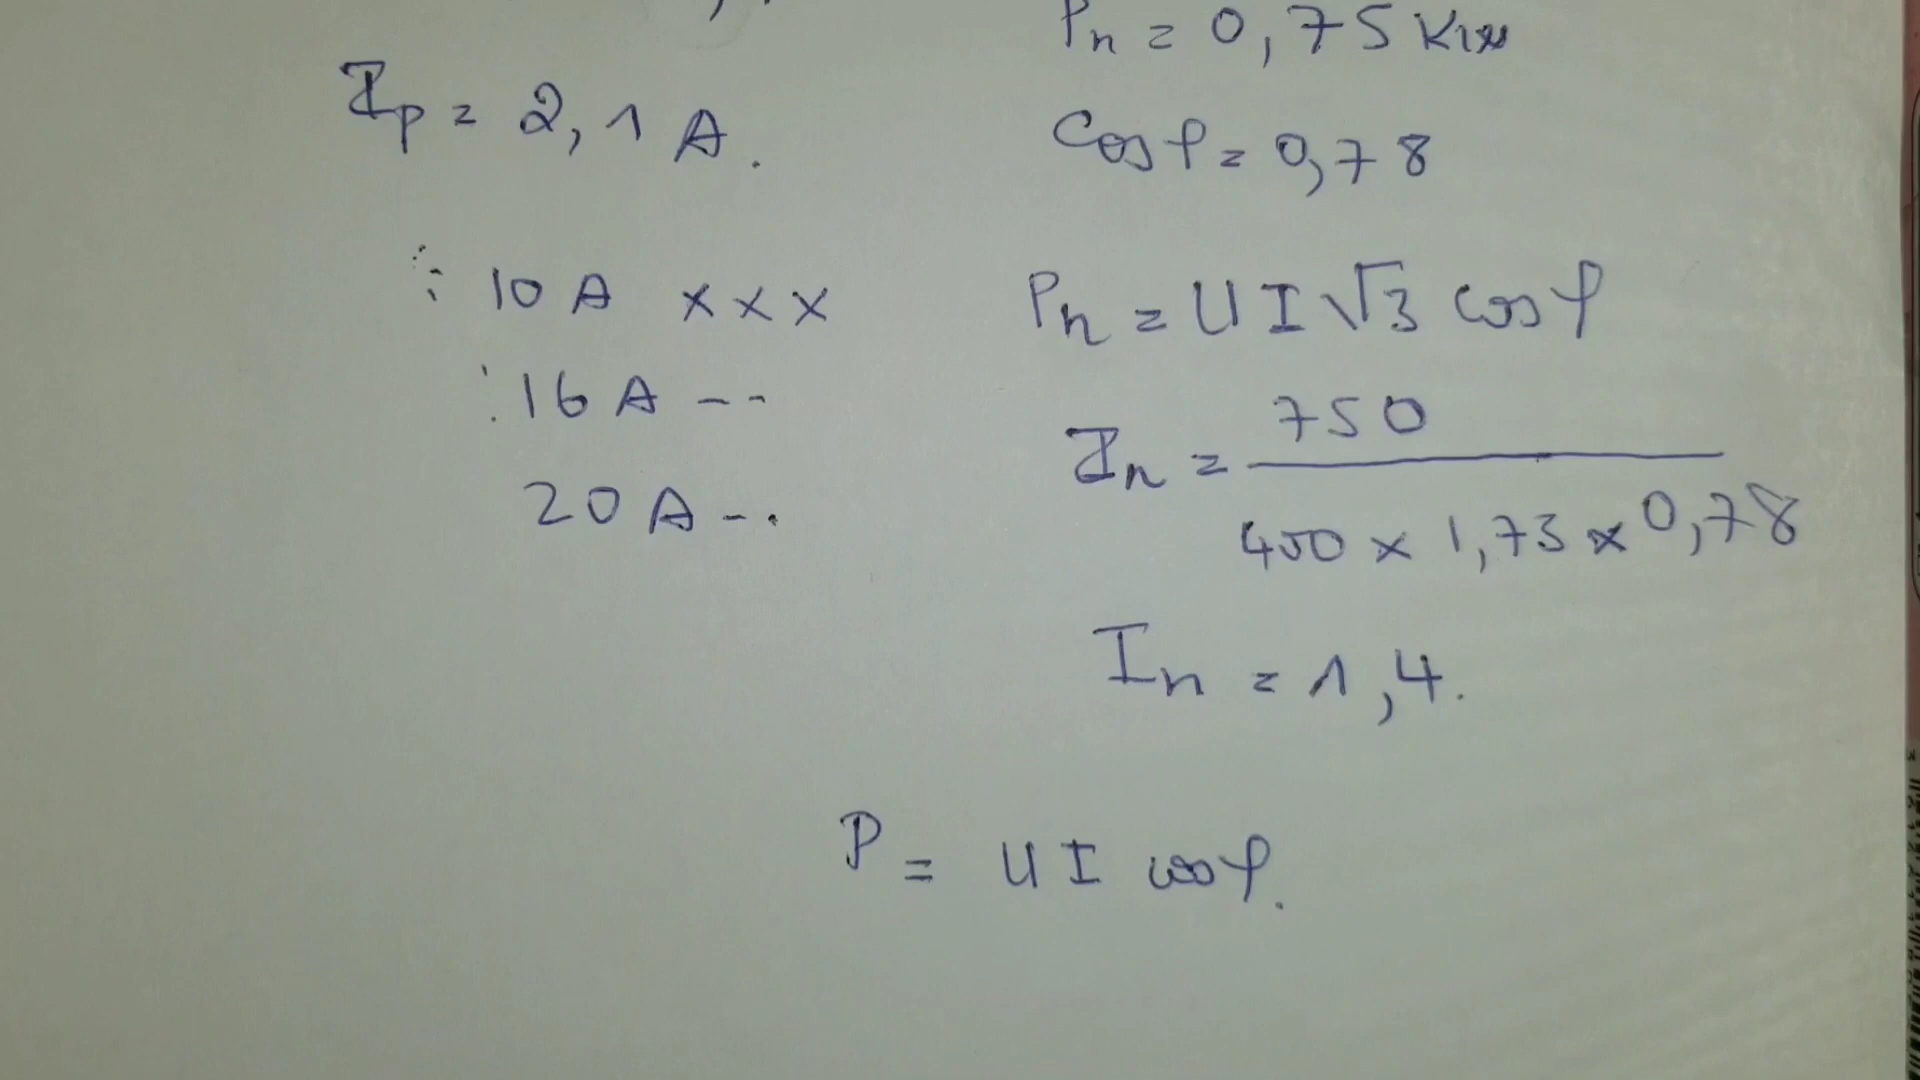 Pn = 0,75 Kw
Ip = 2,1 A.
Cos φ = 0,78
10 A x x x
Pn = U I √3 cos φ
16 A --
In = 750
400 x 1,73 x 0,78
20 A -.
In = 1,4.
P = U I cos φ.